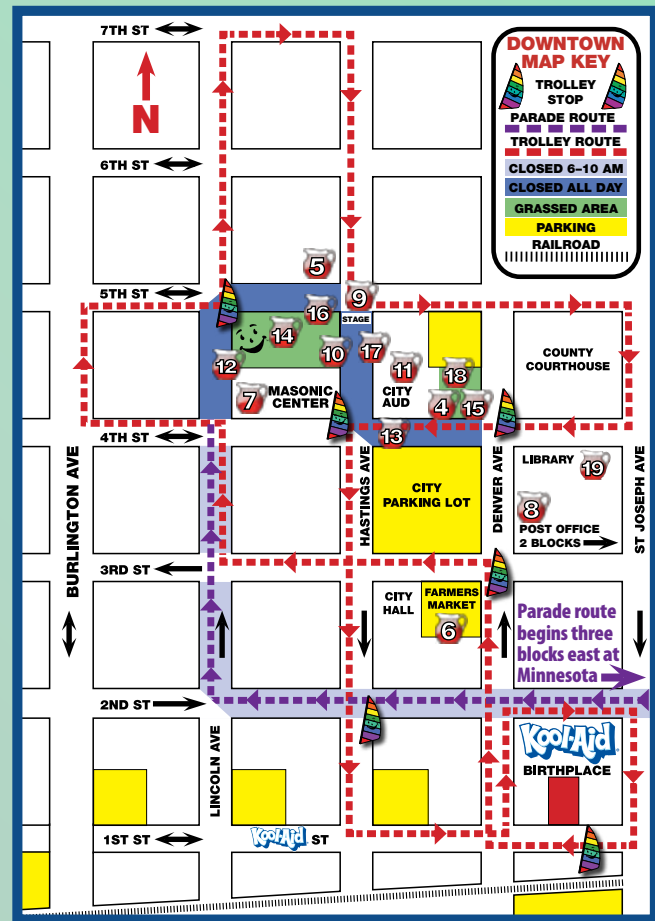 7TH ST
N
6TH ST
5TH ST
4TH ST
3RD ST
2ND ST
1ST ST
DOWNTOWN
MAP KEY
TROLLEY
STOP
PARADE ROUTE
TROLLEY ROUTE
CLOSED 6–10 AM
CLOSED ALL DAY
GRASSED AREA
PARKING
RAILROAD
5
9
STAGE
16
14
10
17
12
11
18
7
MASONIC
CENTER
CITY
AUD
4
15
13
COUNTY
COURTHOUSE
BURLINGTON AVE
LINCOLN AVE
HASTINGS AVE
DENVER AVE
ST JOSEPH AVE
CITY
PARKING LOT
LIBRARY
19
8
POST OFFICE
2 BLOCKS
CITY
HALL
FARMERS
MARKET
6
Parade route
begins three
blocks east at
Minnesota
Kool-Aid
BIRTHPLACE
Kool-Aid ST